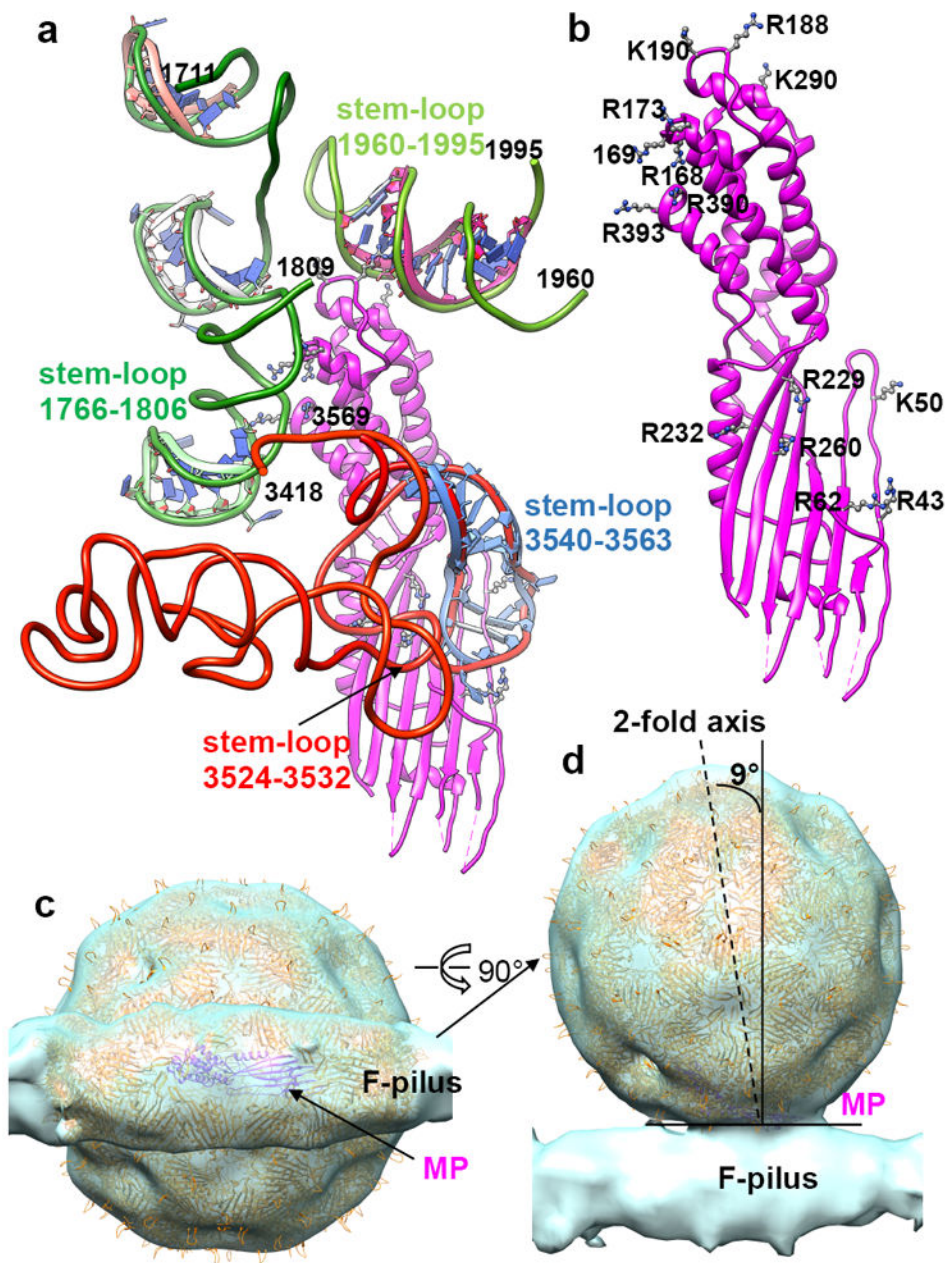 a
1711
stem-loop
1960-1995
1995
1809
1960
stem-loop
1766-1806
3569
3418
stem-loop
3540-3563
stem-loop
3524-3532
b
R188
K190
K290
R173
169
R168
R390
R393
R229
K50
R232
R260
R62
R43
c
90°
F-pilus
MP
2-fold axis
d
9°
MP
F-pilus